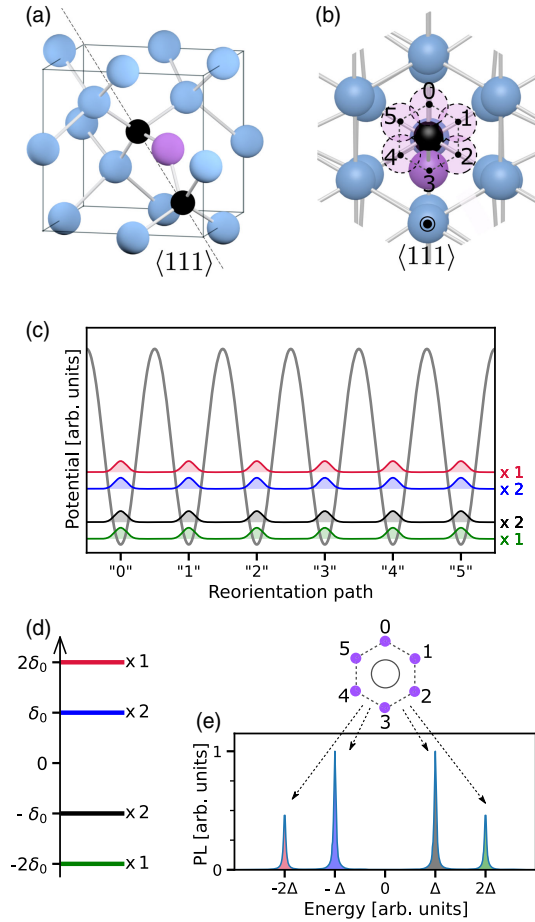 (a)
⟨111⟩
(b)
0
1
2
3
4
5
⟨111⟩
(c)
Potential [arb. units]
x 1
x 2
x 2
x 1
"0" "1" "2" "3" "4" "5"
Reorientation path
(d)
2δ₀ x 1
δ₀ x 2
0
- δ₀ x 2
-2δ₀ x 1
0
1
2
3
4
5
(e)
PL [arb. units]
1
0
-2Δ -Δ 0 Δ 2Δ
Energy [arb. units]